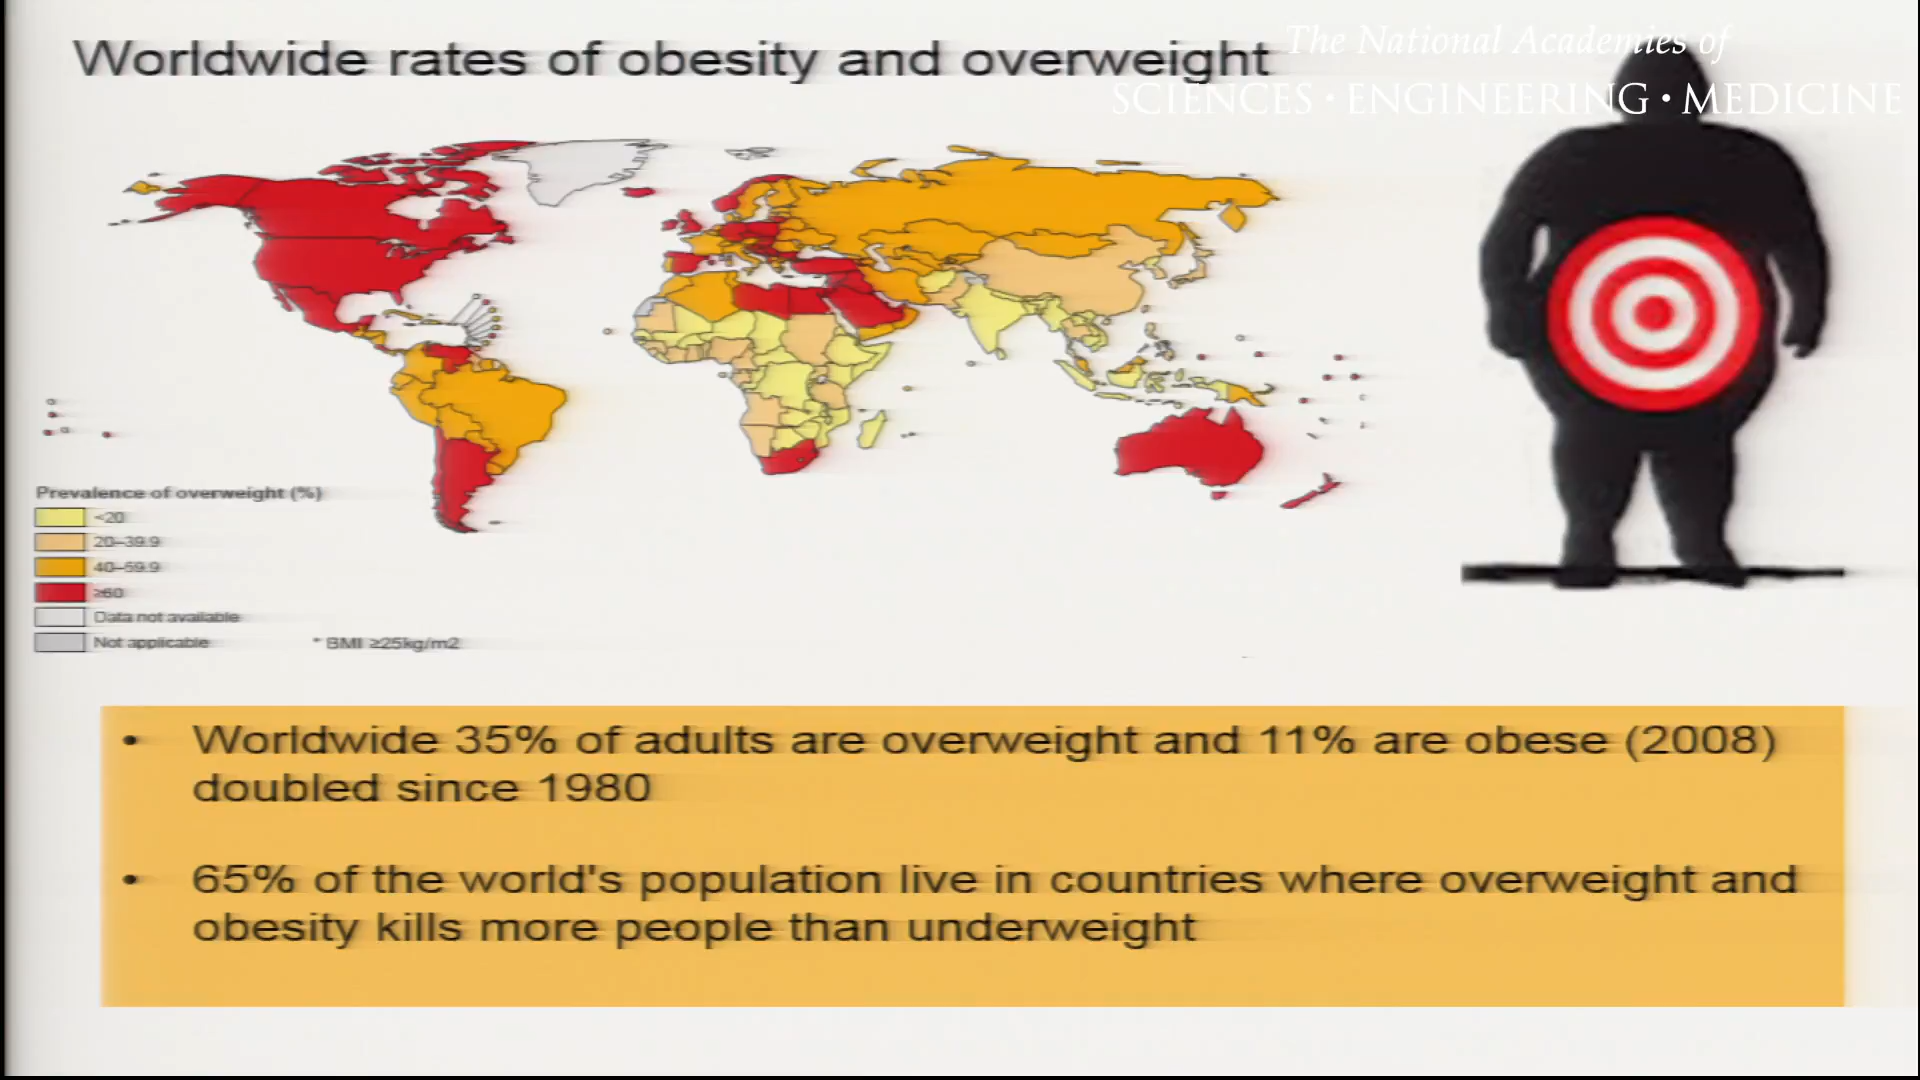 Worldwide rates of obesity and overweight
The National Academies of
SCIENCES · ENGINEERING · MEDICINE
Prevalence of overweight (%)
<20
20–39.9
40–59.9
≥60
Data not available
Not applicable
* BMI ≥25kg/m2
• Worldwide 35% of adults are overweight and 11% are obese (2008)
doubled since 1980
• 65% of the world's population live in countries where overweight and
obesity kills more people than underweight